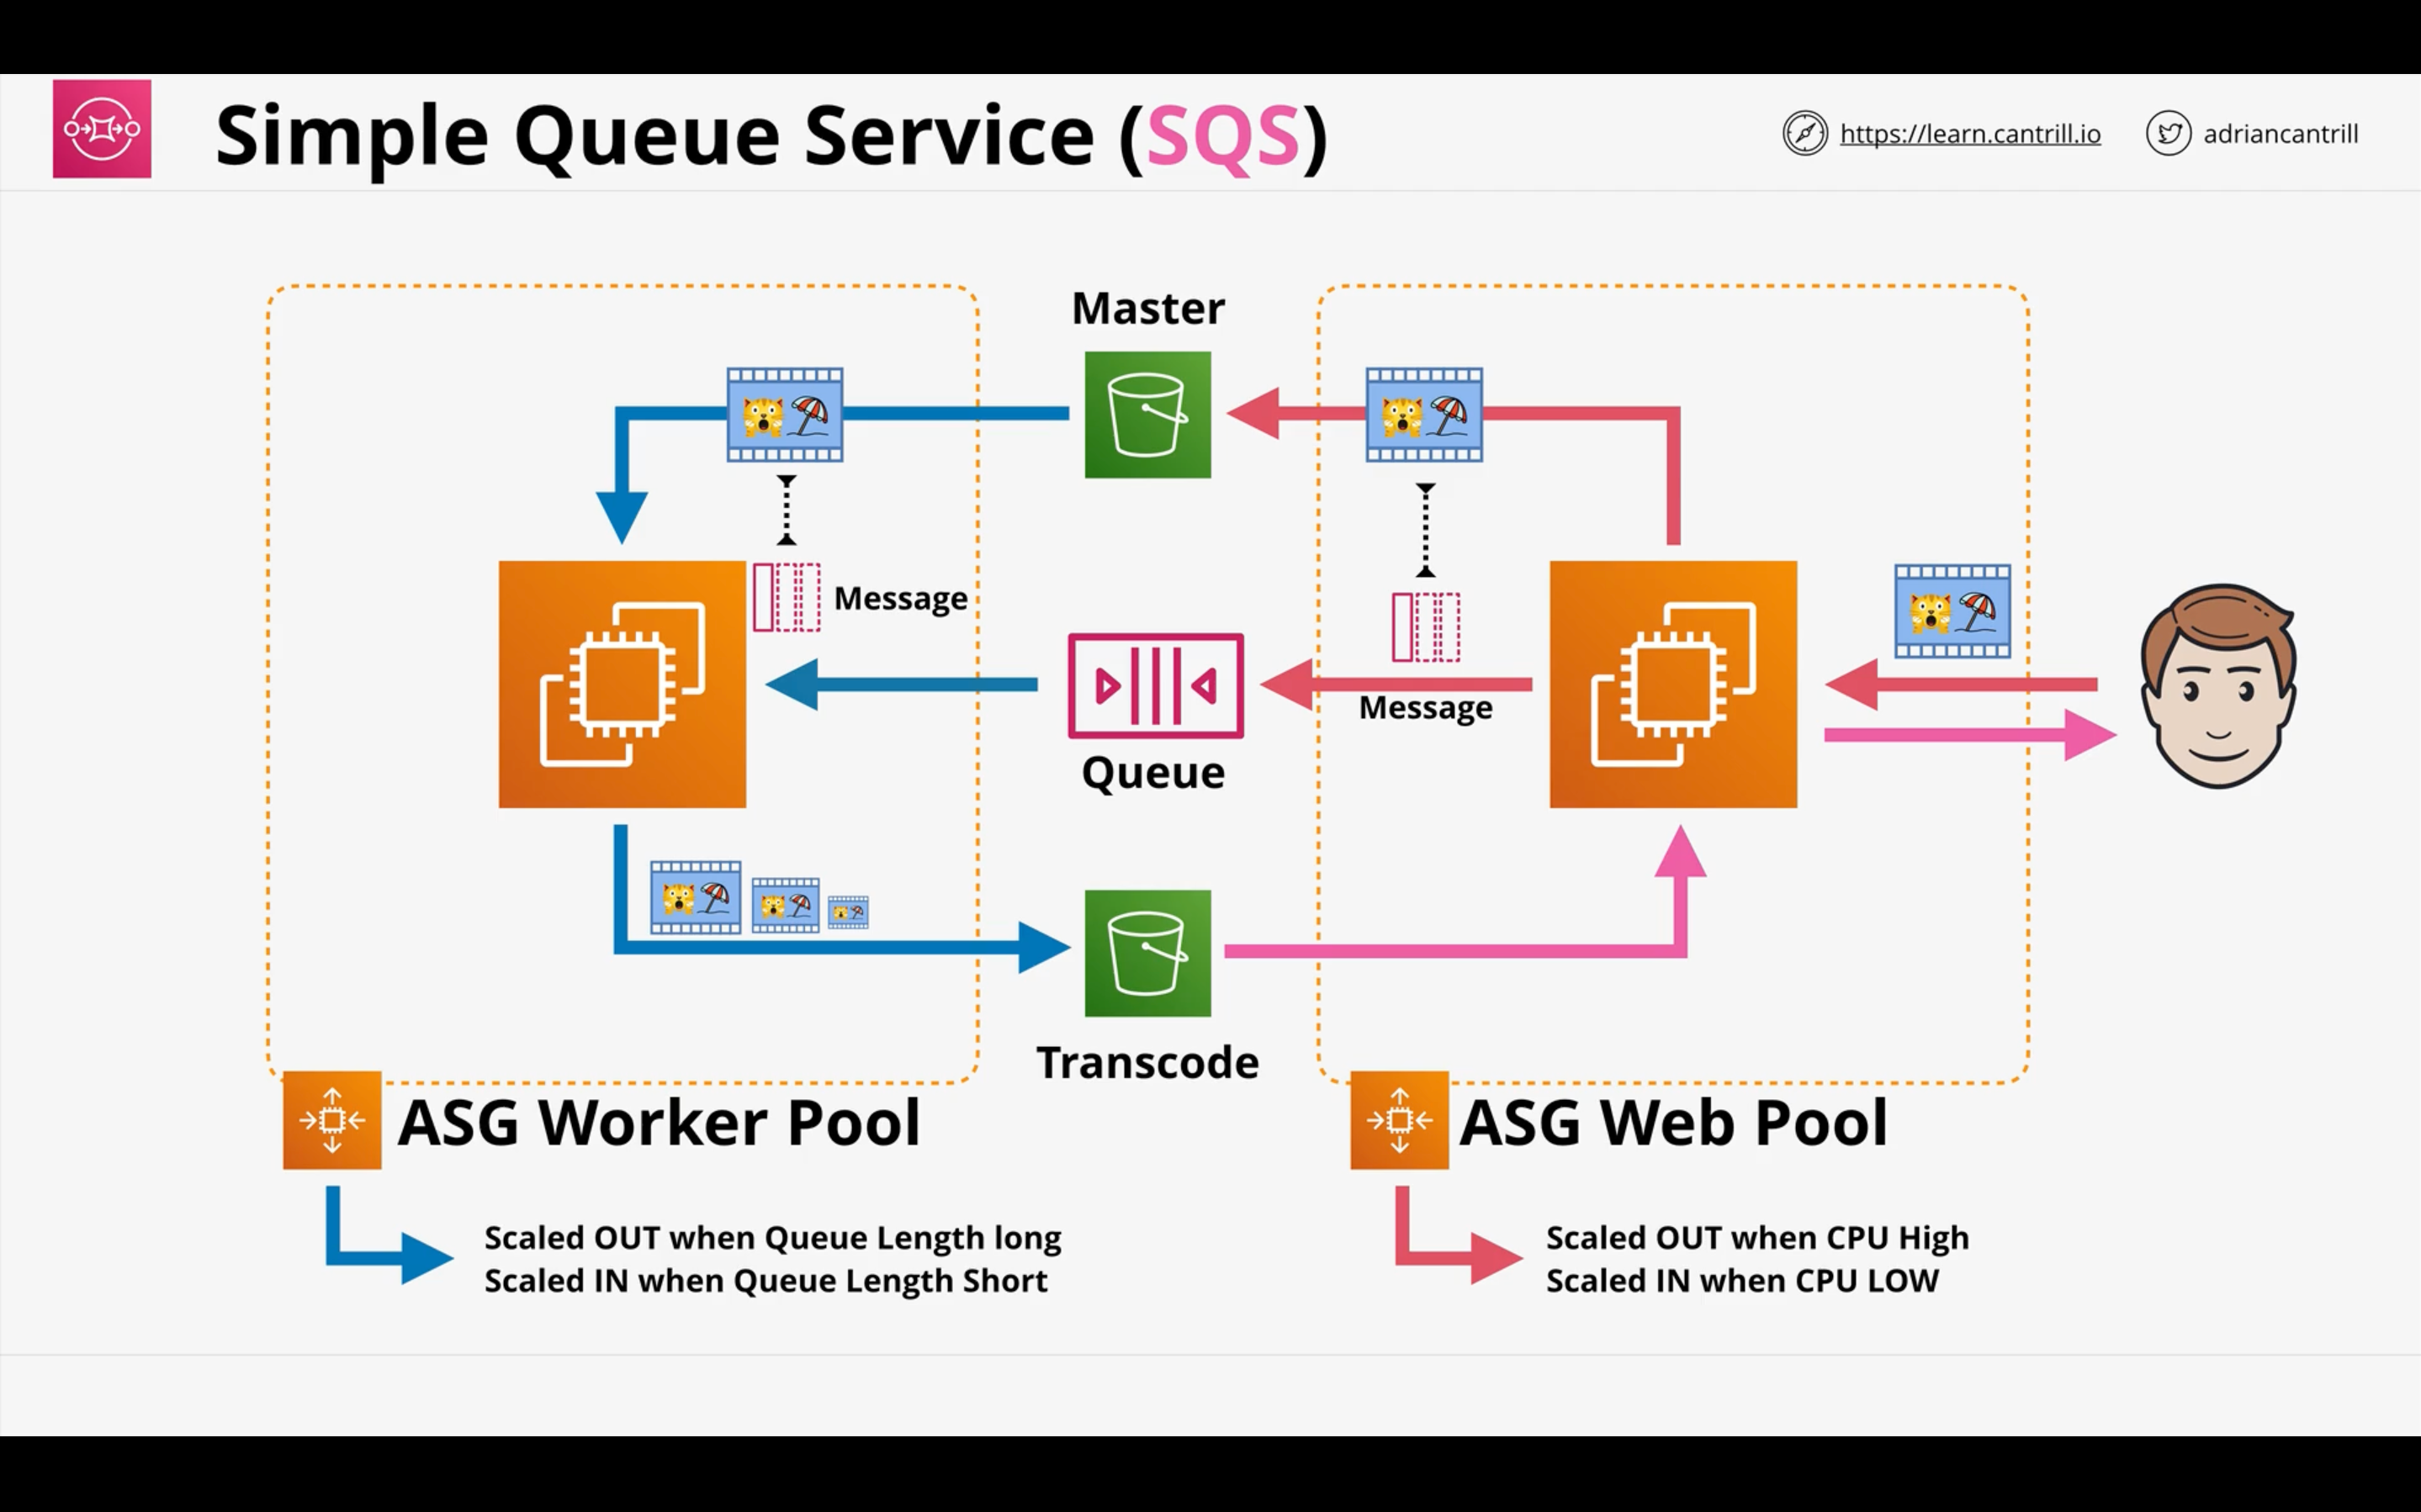 Simple Queue Service (SQS)
https://learn.cantrill.io
adriancantrill
Master
Message
Message
Queue
Transcode
ASG Worker Pool
Scaled OUT when Queue Length long
Scaled IN when Queue Length Short
ASG Web Pool
Scaled OUT when CPU High
Scaled IN when CPU LOW